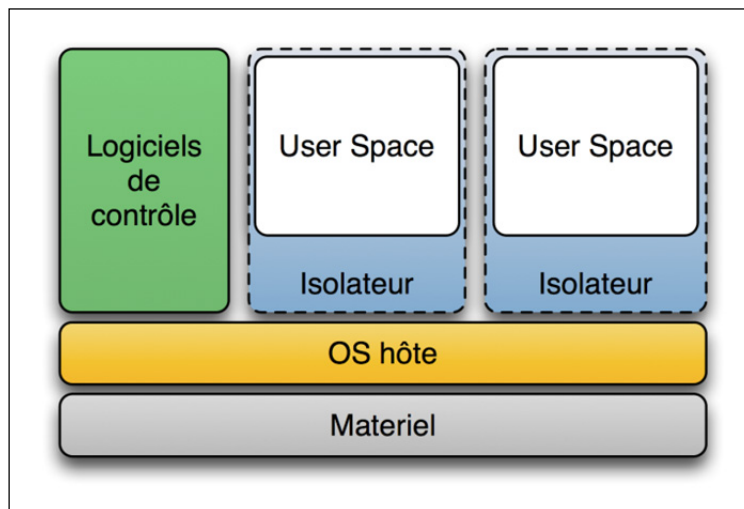 Logiciels
de
contrôle
User Space
User Space
Isolateur
Isolateur
OS hôte
Materiel